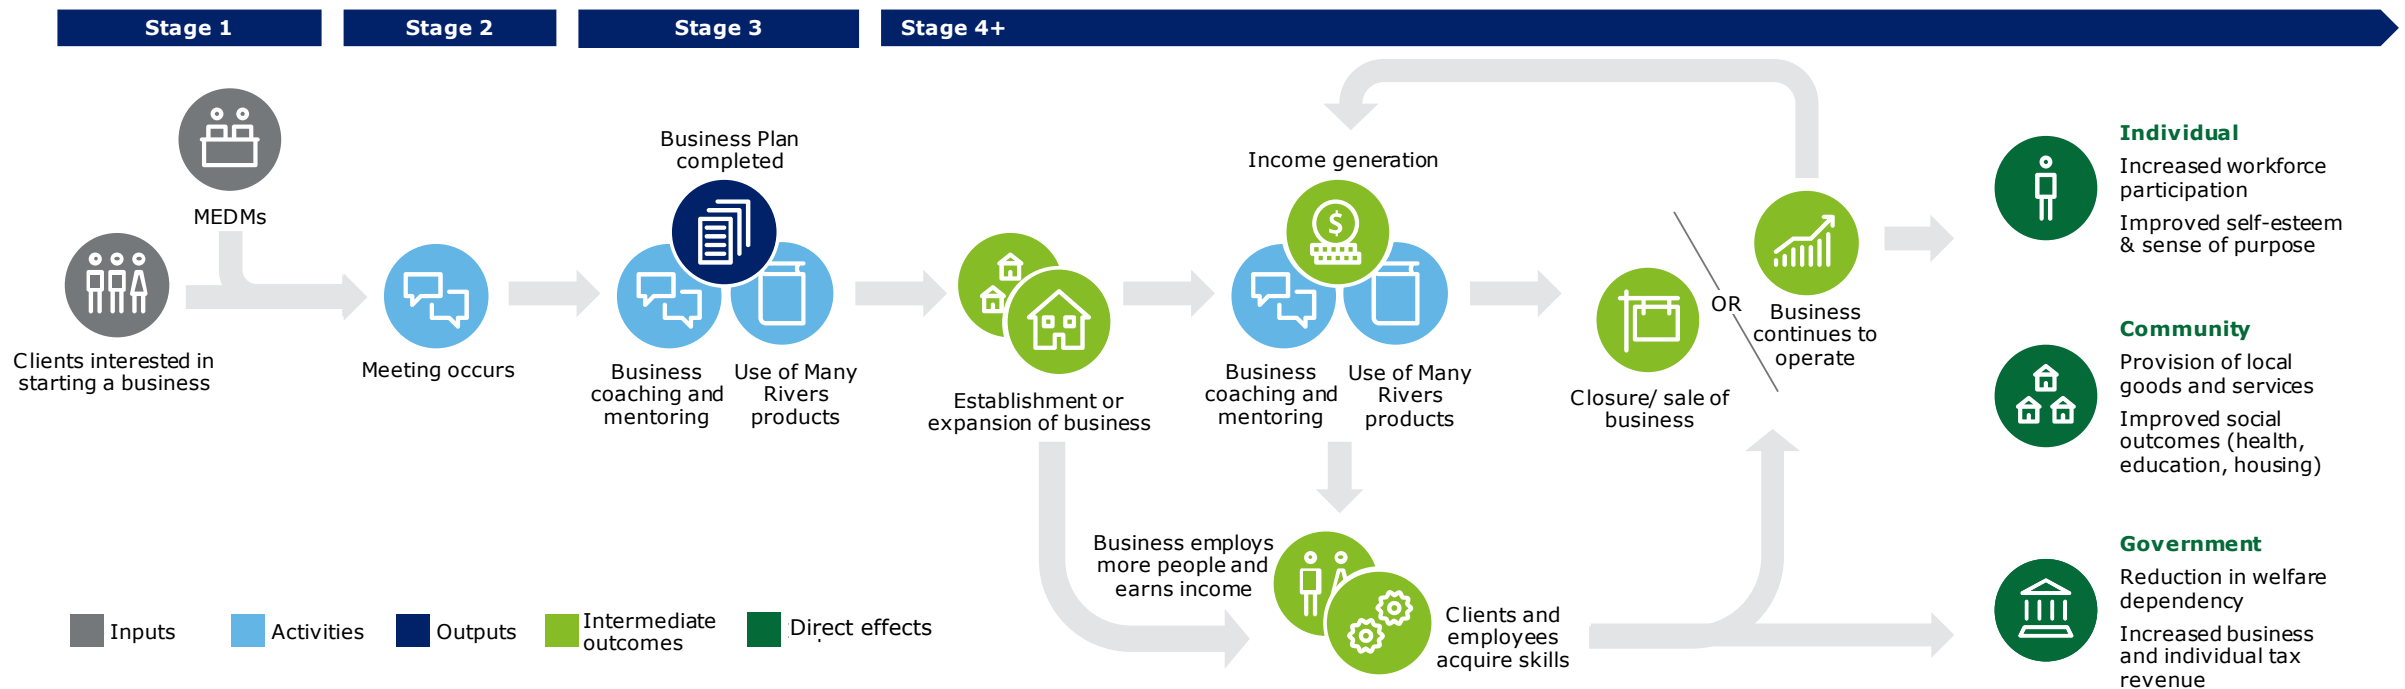 Stage 1
Stage 2
Stage 3
Stage 4+
MEDMs
Clients interested in
starting a business
Meeting occurs
Business Plan
completed
Business
coaching and
mentoring
Use of Many
Rivers
products
Establishment or
expansion of business
Income generation
$
Business
coaching and
mentoring
Use of Many
Rivers
products
Business employs
more people and
earns income
Clients and
employees
acquire skills
Closure/ sale of
business
OR
Business
continues to
operate
Individual
Increased workforce
participation
Improved self-esteem
& sense of purpose
Community
Provision of local
goods and services
Improved social
outcomes (health,
education, housing)
Government
Reduction in welfare
dependency
Increased business
and individual tax
revenue
Inputs
Activities
Outputs
Intermediate
outcomes
Direct effects